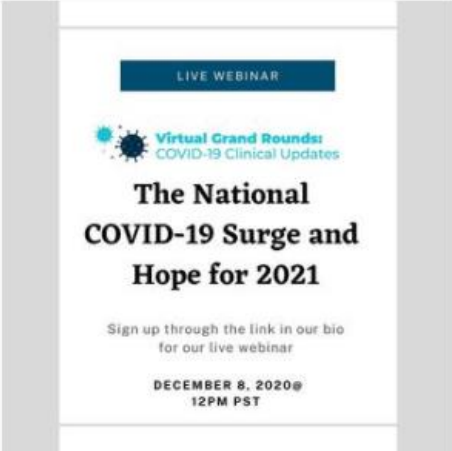 LIVE WEBINAR
Virtual Grand Rounds:
COVID-19 Clinical Updates
The National
COVID-19 Surge and
Hope for 2021
Sign up through the link in our bio
for our live webinar
DECEMBER 8, 2020@
12PM PST